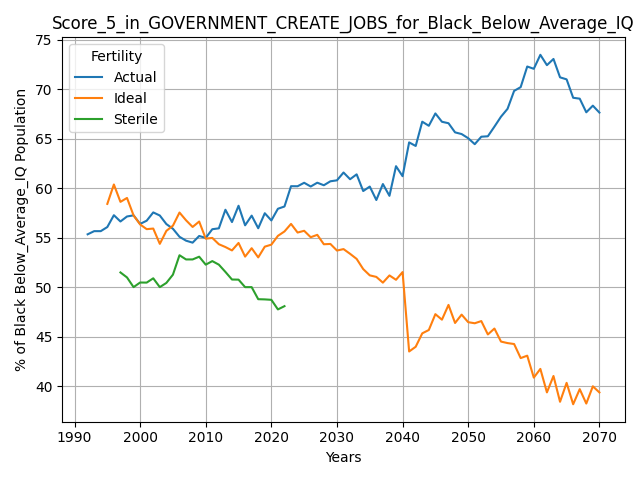 Score_5_in_GOVERNMENT_CREATE_JOBS_for_Black_Below_Average_IQ
75
70
65
60
55
50
45
40
% of Black Below_Average_IQ Population
Fertility
Actual
Ideal
Sterile
1990 2000 2010 2020 2030 2040 2050 2060 2070
Years